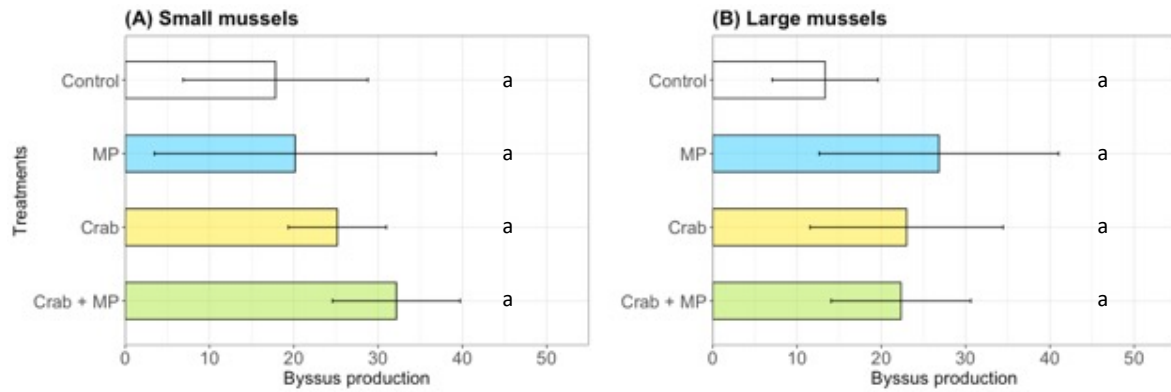 (A) Small mussels
Treatments
Control
a
MP
a
Crab
a
Crab + MP
a
0 10 20 30 40 50
Byssus production
(B) Large mussels
Control
a
MP
a
Crab
a
Crab + MP
a
0 10 20 30 40 50
Byssus production